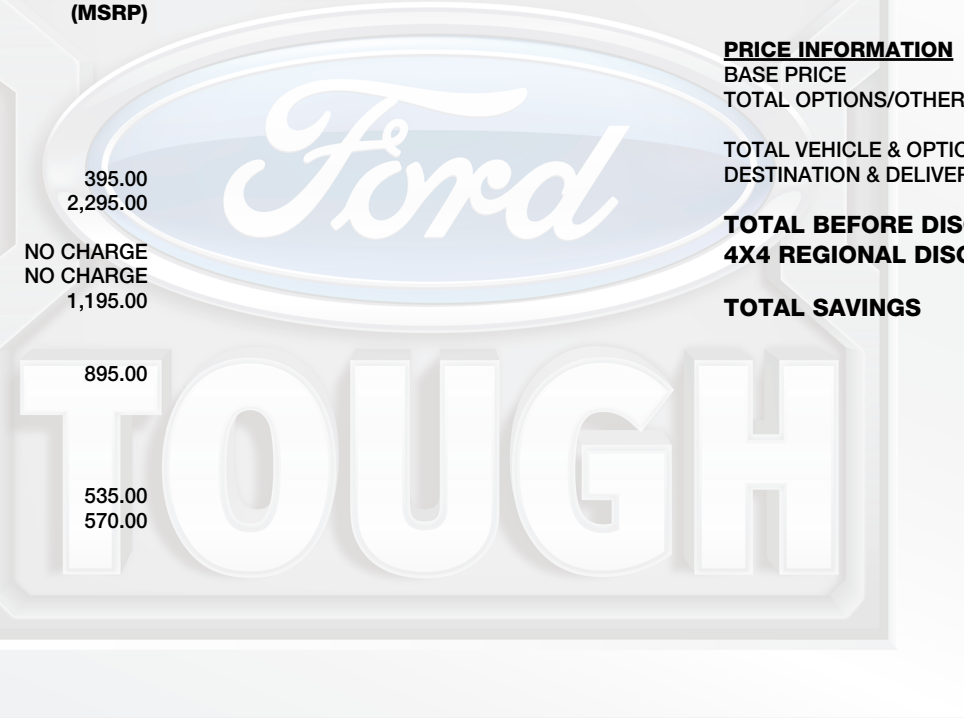 (MSRP)
395.00
2,295.00
NO CHARGE
NO CHARGE
1,195.00
895.00
535.00
570.00
PRICE INFORMATION
BASE PRICE
TOTAL OPTIONS/OTHER
TOTAL VEHICLE & OPTIO
DESTINATION & DELIVER
TOTAL BEFORE DISC
4X4 REGIONAL DISC
TOTAL SAVINGS
Ford
TOUGH